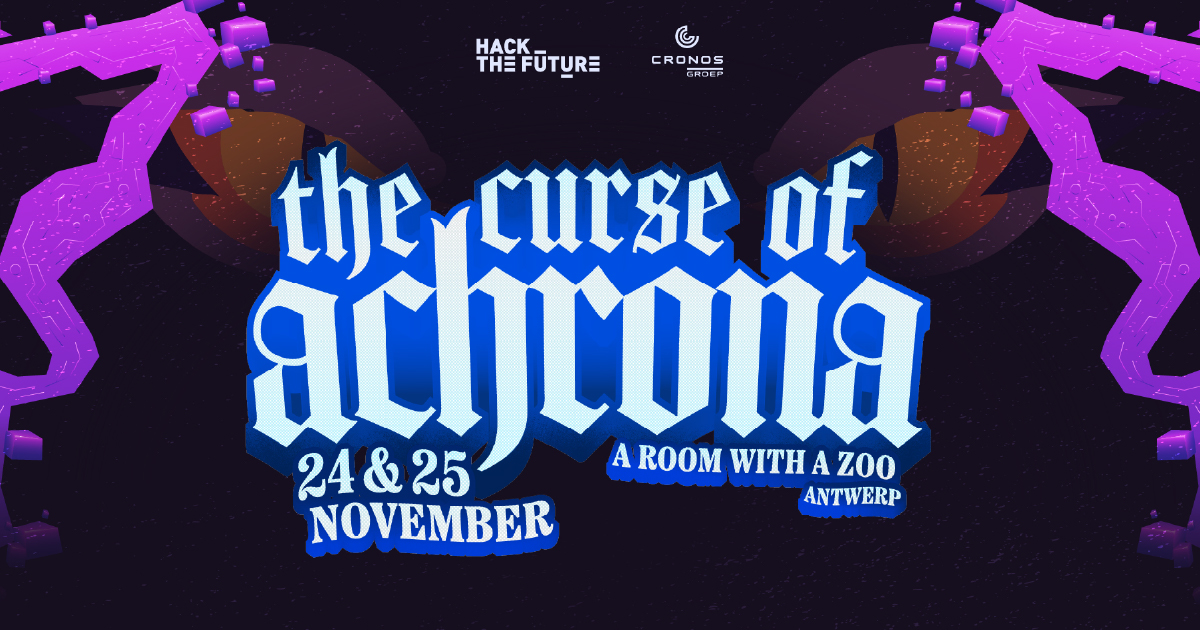 HACK
THE FUTURE
CRONOS
GROEP
the curse of
achrona
24 & 25
NOVEMBER
A ROOM WITH A ZOO
ANTWERP